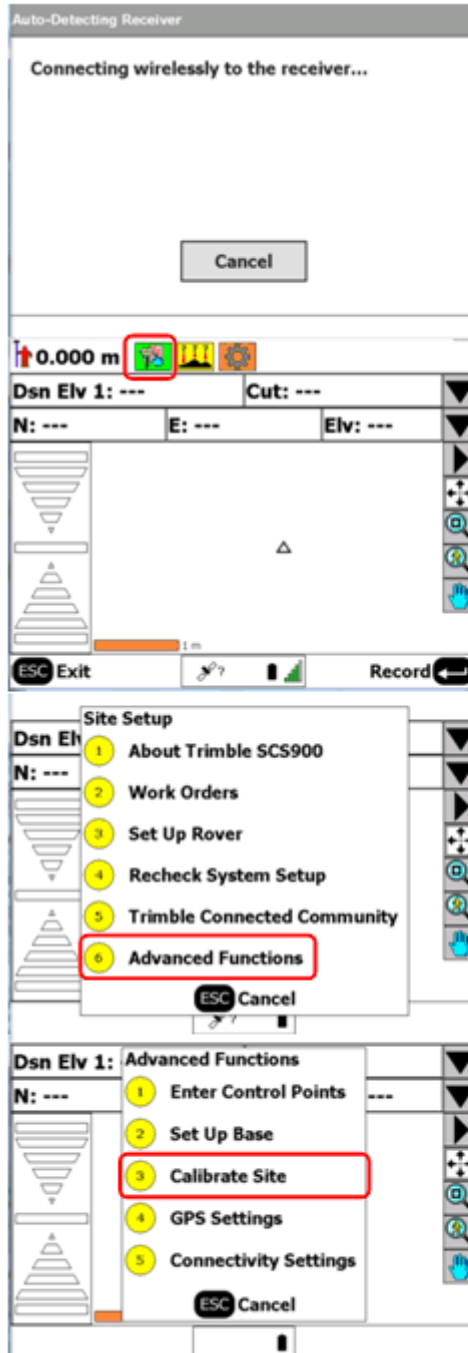 Auto-Detecting Receiver
Connecting wirelessly to the receiver...
Cancel
0.000 m
Dsn Elv 1: --- Cut: ---
N: --- E: --- Elv: ---
1 m
ESC Exit ? Record
Site Setup
Dsn Elv
1 About Trimble SCS900
N: ---
2 Work Orders
3 Set Up Rover
4 Recheck System Setup
5 Trimble Connected Community
6 Advanced Functions
ESC Cancel
Dsn Elv 1: Advanced Functions
N: --- 1 Enter Control Points ---
2 Set Up Base
3 Calibrate Site
4 GPS Settings
5 Connectivity Settings
ESC Cancel